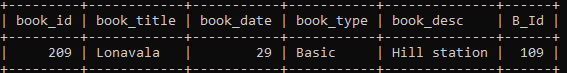 book_id | book_title | book_date | book_type | book_desc | B_Id
209 | Lonavala | 29 | Basic | Hill station | 109